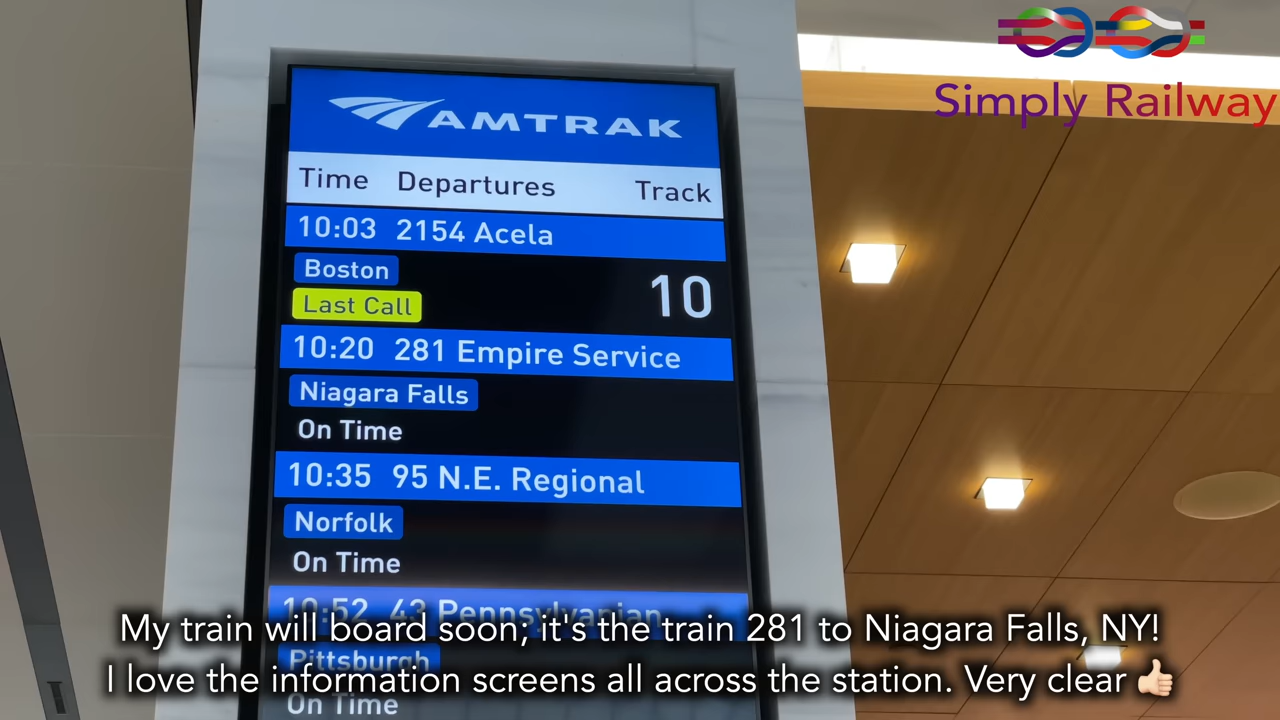 Simply Railway
AMTRAK
Time Departures Track
10:03 2154 Acela
Boston
Last Call
10
10:20 281 Empire Service
Niagara Falls
On Time
10:35 95 N.E. Regional
Norfolk
On Time
10:52 43 Pennsylvanian
Pittsburgh
On Time
My train will board soon; it's the train 281 to Niagara Falls, NY!
I love the information screens all across the station. Very clear 👍🏻